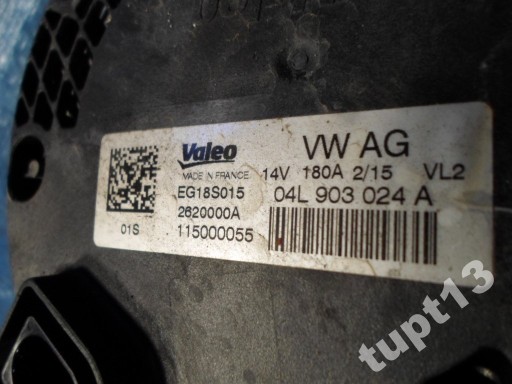 Valeo
MADE IN FRANCE
EG18S015
2620000A
01S
115000055
VW AG
14V 180A 2/15 VL2
04L 903 024 A
tupt13